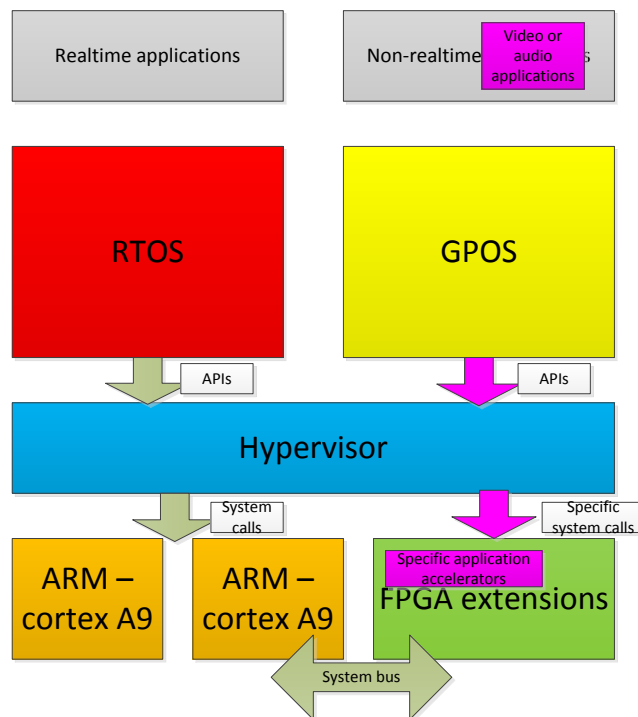 Realtime applications
Non-realtime
s
Video or
audio
applications
RTOS
GPOS
APIs
APIs
Hypervisor
System
calls
Specific
system calls
ARM –
cortex A9
ARM –
cortex A9
Specific application
accelerators
FPGA extensions
System bus